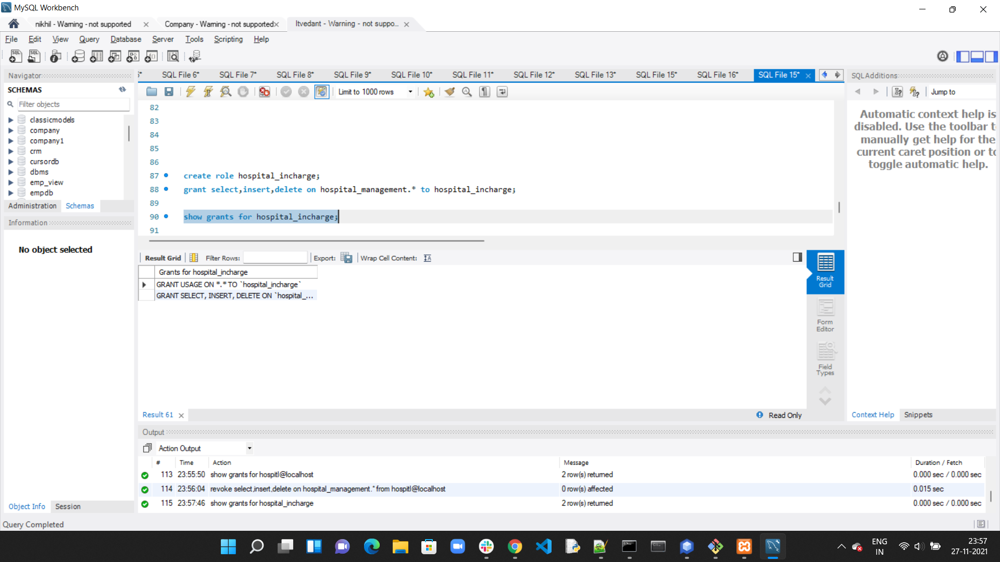 MySQL Workbench
nikhil - Warning - not supported
Company - Warning - not supported
Itvedant - Warning - not suppo...
File Edit View Query Database Server Tools Scripting Help
Navigator
SCHEMAS
Filter objects
classicmodels
company
company1
crm
cursordb
dbms
emp_view
empdb
Administration Schemas
Information
No object selected
Object Info Session
SQL File 6* SQL File 7* SQL File 8* SQL File 9* SQL File 10* SQL File 11* SQL File 12* SQL File 13* SQL File 15* SQL File 16* SQL File 15*
Limit to 1000 rows
82
83
84
85
86
87 create role hospital_incharge;
88 grant select,insert,delete on hospital_management.* to hospital_incharge;
89
90 show grants for hospital_incharge;
91
Result Grid Filter Rows: Export: Wrap Cell Content:
Grants for hospital_incharge
GRANT USAGE ON *.* TO `hospital_incharge`
GRANT SELECT, INSERT, DELETE ON `hospital_...
Result Grid
Form Editor
Field Types
Result 61
Read Only
SQLAdditions
Jump to
Automatic context help is
disabled. Use the toolbar t
manually get help for the
current caret position or to
toggle automatic help.
Context Help Snippets
Output
Action Output
# Time Action Message Duration / Fetch
113 23:55:50 show grants for hospitl@localhost 2 row(s) returned 0.000 sec / 0.000 sec
114 23:56:04 revoke select,insert,delete on hospital_management.* from hospitl@localhost 0 row(s) affected 0.015 sec
115 23:57:46 show grants for hospital_incharge 2 row(s) returned 0.000 sec / 0.000 sec
Query Completed
ENG
IN
23:57
27-11-2021